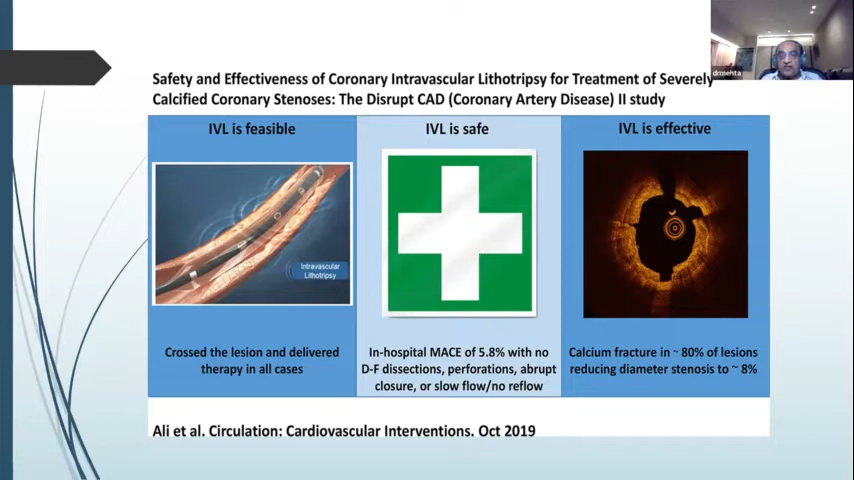 drmehta
Safety and Effectiveness of Coronary Intravascular Lithotripsy for Treatment of Severely
Calcified Coronary Stenoses: The Disrupt CAD (Coronary Artery Disease) II study
IVL is feasible
Intravascular
Lithotripsy
Crossed the lesion and delivered
therapy in all cases
IVL is safe
In-hospital MACE of 5.8% with no
D-F dissections, perforations, abrupt
closure, or slow flow/no reflow
IVL is effective
Calcium fracture in ~ 80% of lesions
reducing diameter stenosis to ~ 8%
Ali et al. Circulation: Cardiovascular Interventions. Oct 2019